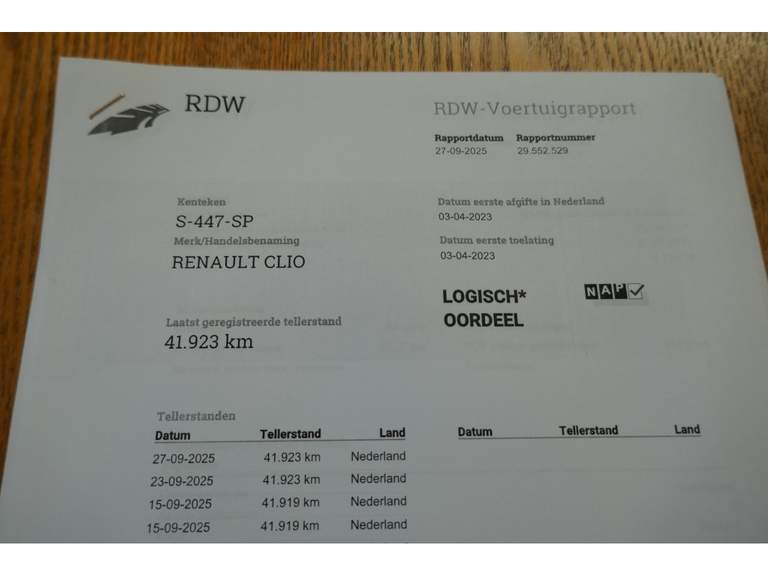 RDW
RDW-Voertuigrapport
Rapportdatum Rapportnummer
27-09-2025 29.552.529
Kenteken
S-447-SP
Merk/Handelsbenaming
RENAULT CLIO
Datum eerste afgifte in Nederland
03-04-2023
Datum eerste toelating
03-04-2023
LOGISCH*
OORDEEL
NAP
Laatst geregistreerde tellerstand
41.923 km
Tellerstanden
Datum Tellerstand Land
27-09-2025 41.923 km Nederland
23-09-2025 41.923 km Nederland
15-09-2025 41.919 km Nederland
15-09-2025 41.919 km Nederland
Datum Tellerstand Land